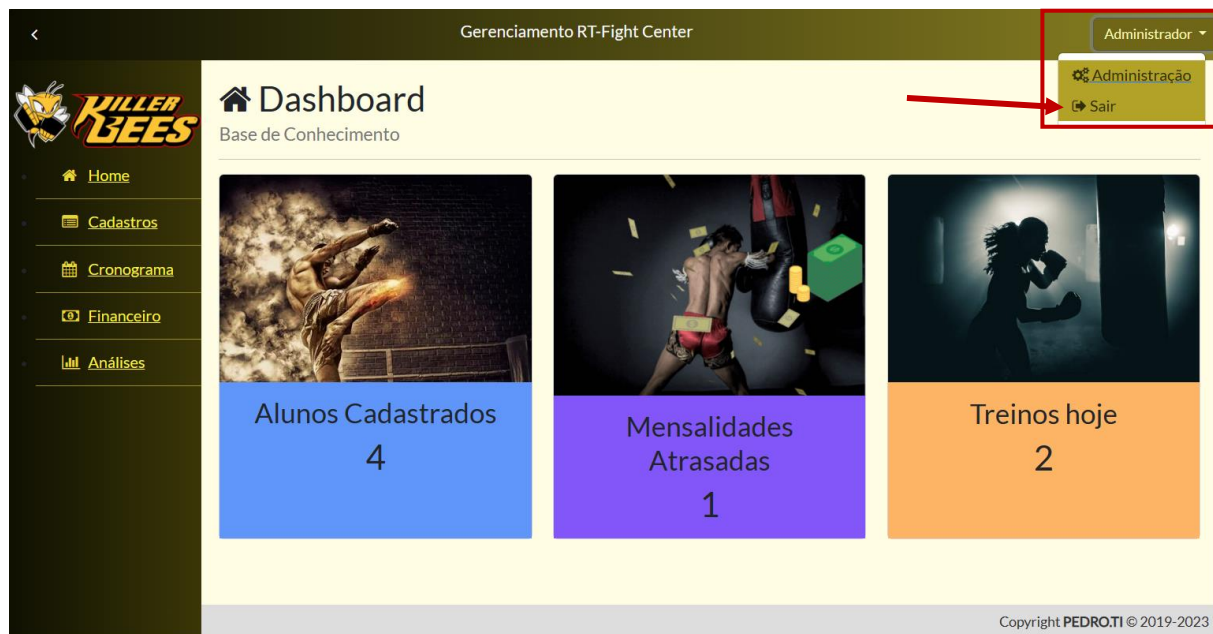 Gerenciamento RT-Fight Center
Administrador
Administração
Sair
KILLER
BEES
Home
Cadastros
Cronograma
Financeiro
Análises
Dashboard
Base de Conhecimento
Alunos Cadastrados
4
Mensalidades
Atrasadas
1
Treinos hoje
2
Copyright PEDRO.TI © 2019-2023